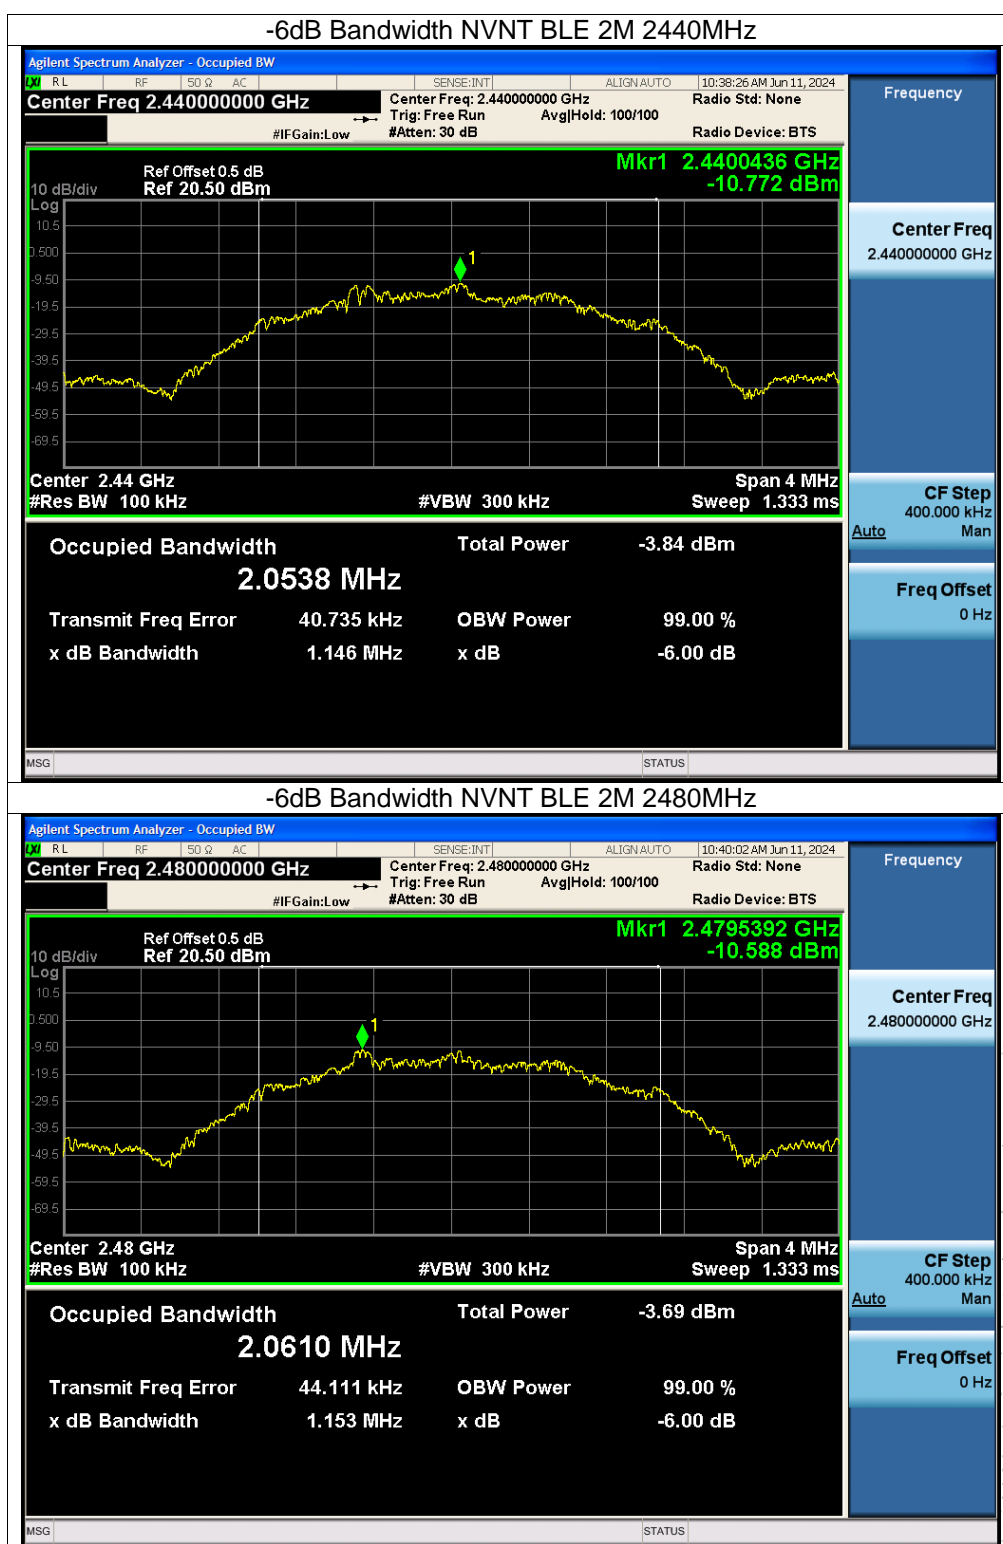 -6dB Bandwidth NVNT BLE 2M 2440MHz
Agilent Spectrum Analyzer - Occupied BW
LXI RL RF 50 Ω AC SENSE:INT ALIGN AUTO 10:38:26 AM Jun 11, 2024
Center Freq 2.440000000 GHz Center Freq: 2.440000000 GHz Radio Std: None
Trig: Free Run Avg|Hold: 100/100
#IFGain:Low #Atten: 30 dB Radio Device: BTS
Frequency
Mkr1 2.4400436 GHz
-10.772 dBm
Ref Offset 0.5 dB
10 dB/div Ref 20.50 dBm
Log
10.5
0.500
-9.50
-19.5
-29.5
-39.5
-49.5
-59.5
-69.5
1
Center 2.44 GHz Span 4 MHz
#Res BW 100 kHz #VBW 300 kHz Sweep 1.333 ms
Occupied Bandwidth Total Power -3.84 dBm
2.0538 MHz
Transmit Freq Error 40.735 kHz OBW Power 99.00 %
x dB Bandwidth 1.146 MHz x dB -6.00 dB
Center Freq
2.440000000 GHz
CF Step
400.000 kHz
Auto Man
Freq Offset
0 Hz
MSG STATUS
-6dB Bandwidth NVNT BLE 2M 2480MHz
Agilent Spectrum Analyzer - Occupied BW
LXI RL RF 50 Ω AC SENSE:INT ALIGN AUTO 10:40:02 AM Jun 11, 2024
Center Freq 2.480000000 GHz Center Freq: 2.480000000 GHz Radio Std: None
Trig: Free Run Avg|Hold: 100/100
#IFGain:Low #Atten: 30 dB Radio Device: BTS
Frequency
Mkr1 2.4795392 GHz
-10.588 dBm
Ref Offset 0.5 dB
10 dB/div Ref 20.50 dBm
Log
10.5
0.500
-9.50
-19.5
-29.5
-39.5
-49.5
-59.5
-69.5
1
Center 2.48 GHz Span 4 MHz
#Res BW 100 kHz #VBW 300 kHz Sweep 1.333 ms
Occupied Bandwidth Total Power -3.69 dBm
2.0610 MHz
Transmit Freq Error 44.111 kHz OBW Power 99.00 %
x dB Bandwidth 1.153 MHz x dB -6.00 dB
Center Freq
2.480000000 GHz
CF Step
400.000 kHz
Auto Man
Freq Offset
0 Hz
MSG STATUS